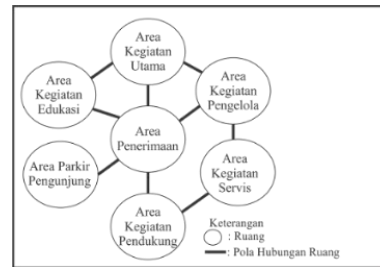 Area
Kegiatan
Utama
Area
Kegiatan
Edukasi
Area
Kegiatan
Pengelola
Area
Penerimaan
Area Parkir
Pengunjung
Area
Kegiatan
Servis
Area
Kegiatan
Pendukung
Keterangan
: Ruang
: Pola Hubungan Ruang